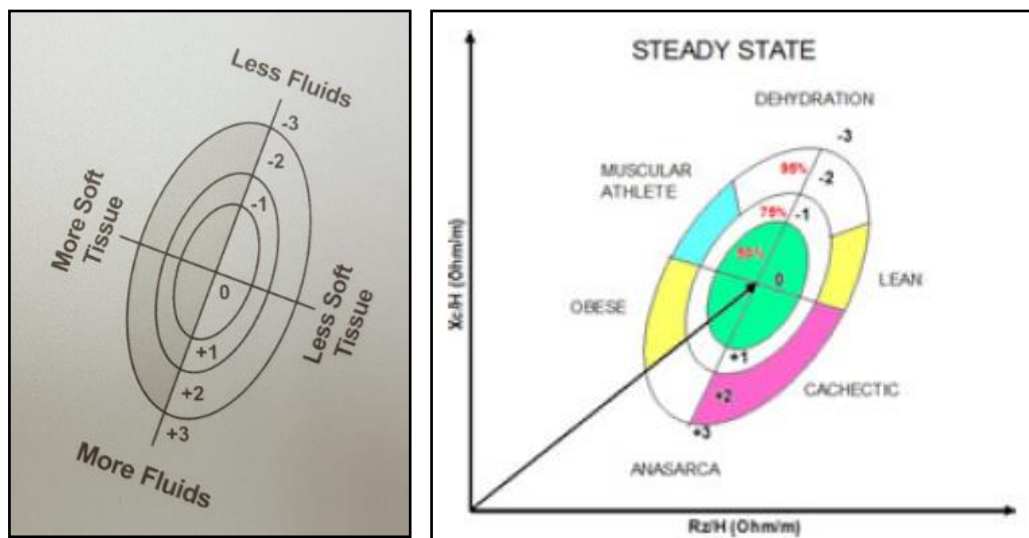 Less Fluids
-3
-2
-1
More Soft
Tissue
0
Less Soft
Tissue
+1
+2
+3
More Fluids
STEADY STATE
DEHYDRATION
-3
MUSCULAR
ATHLETE
95%
-2
75%
-1
50%
0
LEAN
OBESE
Xc/H (Ohm/m)
+1
CACHECTIC
+2
+3
ANASARCA
Rz/H (Ohm/m)